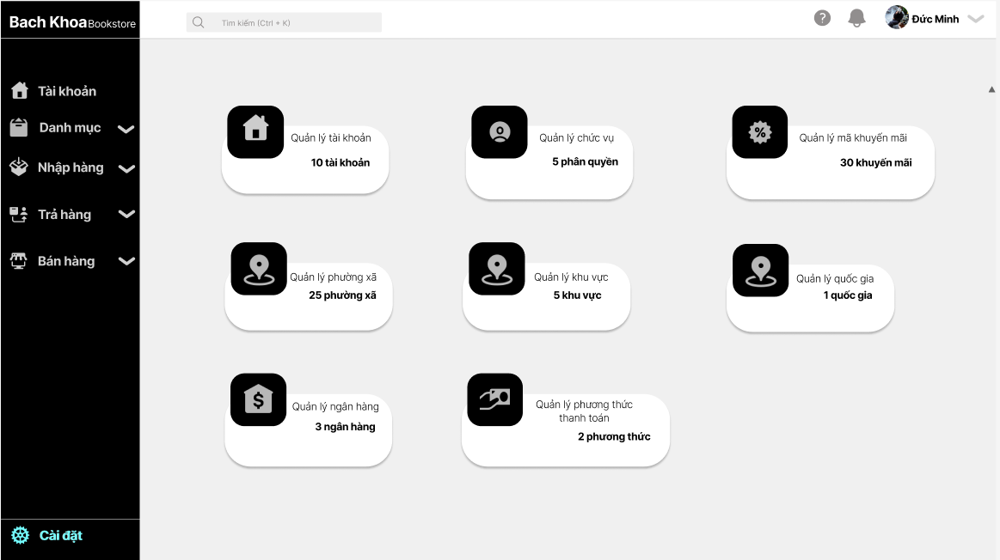 Bach Khoa Bookstore
Tìm kiếm (Ctrl + K)
?
Đức Minh
Tài khoản
Danh mục
Nhập hàng
Trả hàng
Bán hàng
Cài đặt
Quản lý tài khoản
10 tài khoản
Quản lý chức vụ
5 phân quyền
%
Quản lý mã khuyến mãi
30 khuyến mãi
Quản lý phường xã
25 phường xã
Quản lý khu vực
5 khu vực
Quản lý quốc gia
1 quốc gia
$
Quản lý ngân hàng
3 ngân hàng
Quản lý phương thức
thanh toán
2 phương thức